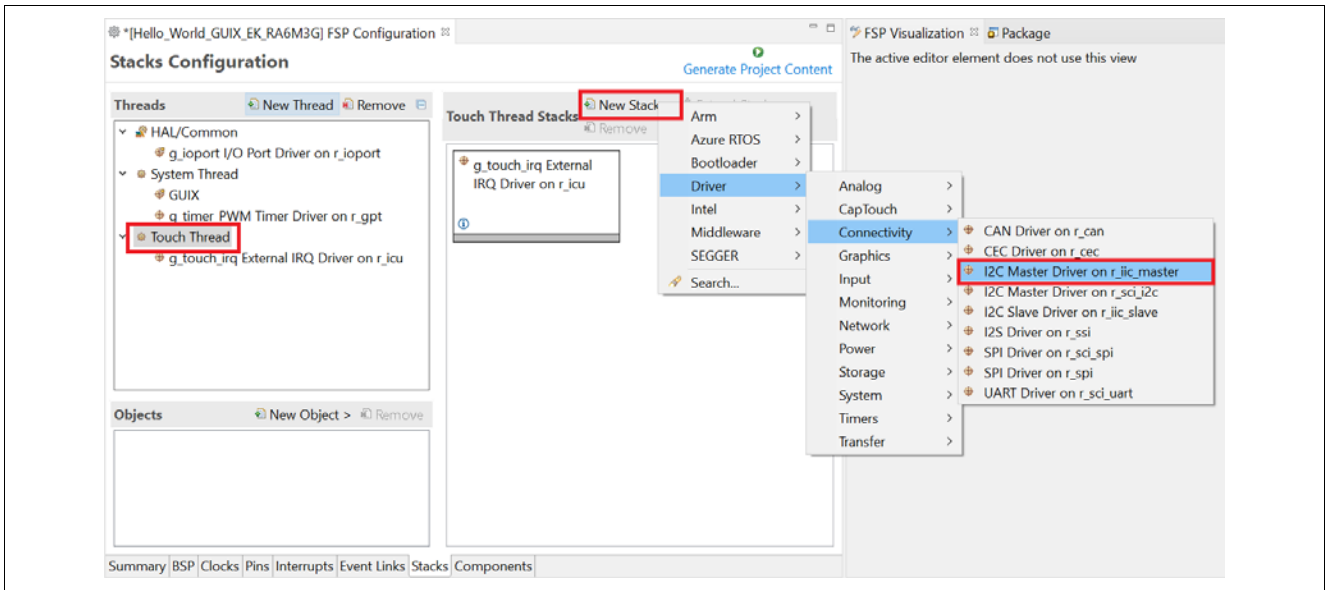 *[Hello_World_GUIX_EK_RA6M3G] FSP Configuration
Stacks Configuration
Generate Project Content
Threads
New Thread Remove
HAL/Common
g_ioport I/O Port Driver on r_ioport
System Thread
GUIX
g_timer PWM Timer Driver on r_gpt
Touch Thread
g_touch_irq External IRQ Driver on r_icu
Objects
New Object > Remove
Touch Thread Stacks
New Stack
Remove
g_touch_irq External
IRQ Driver on r_icu
Arm >
Azure RTOS >
Bootloader >
Driver >
Intel >
Middleware >
SEGGER >
Search...
Analog >
CapTouch >
Connectivity >
Graphics >
Input >
Monitoring >
Network >
Power >
Storage >
System >
Timers >
Transfer >
CAN Driver on r_can
CEC Driver on r_cec
I2C Master Driver on r_iic_master
I2C Master Driver on r_sci_i2c
I2C Slave Driver on r_iic_slave
I2S Driver on r_ssi
SPI Driver on r_sci_spi
SPI Driver on r_spi
UART Driver on r_sci_uart
FSP Visualization Package
The active editor element does not use this view
Summary BSP Clocks Pins Interrupts Event Links Stacks Components